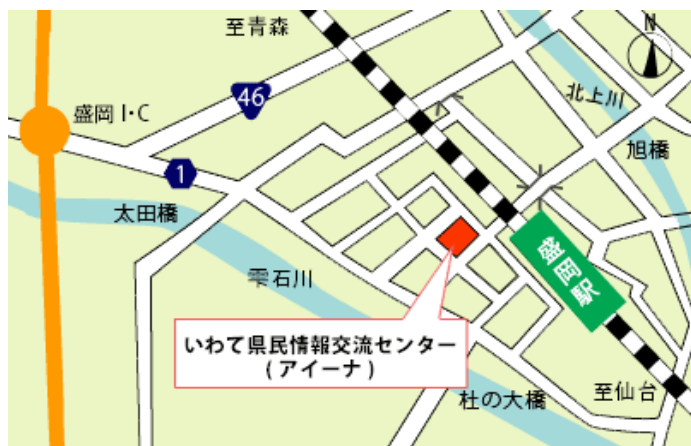 至青森
N
46
北上川
盛岡I・C
旭橋
1
太田橋
盛岡駅
雫石川
いわて県民情報交流センター
(アイーナ)
至仙台
杜の大橋